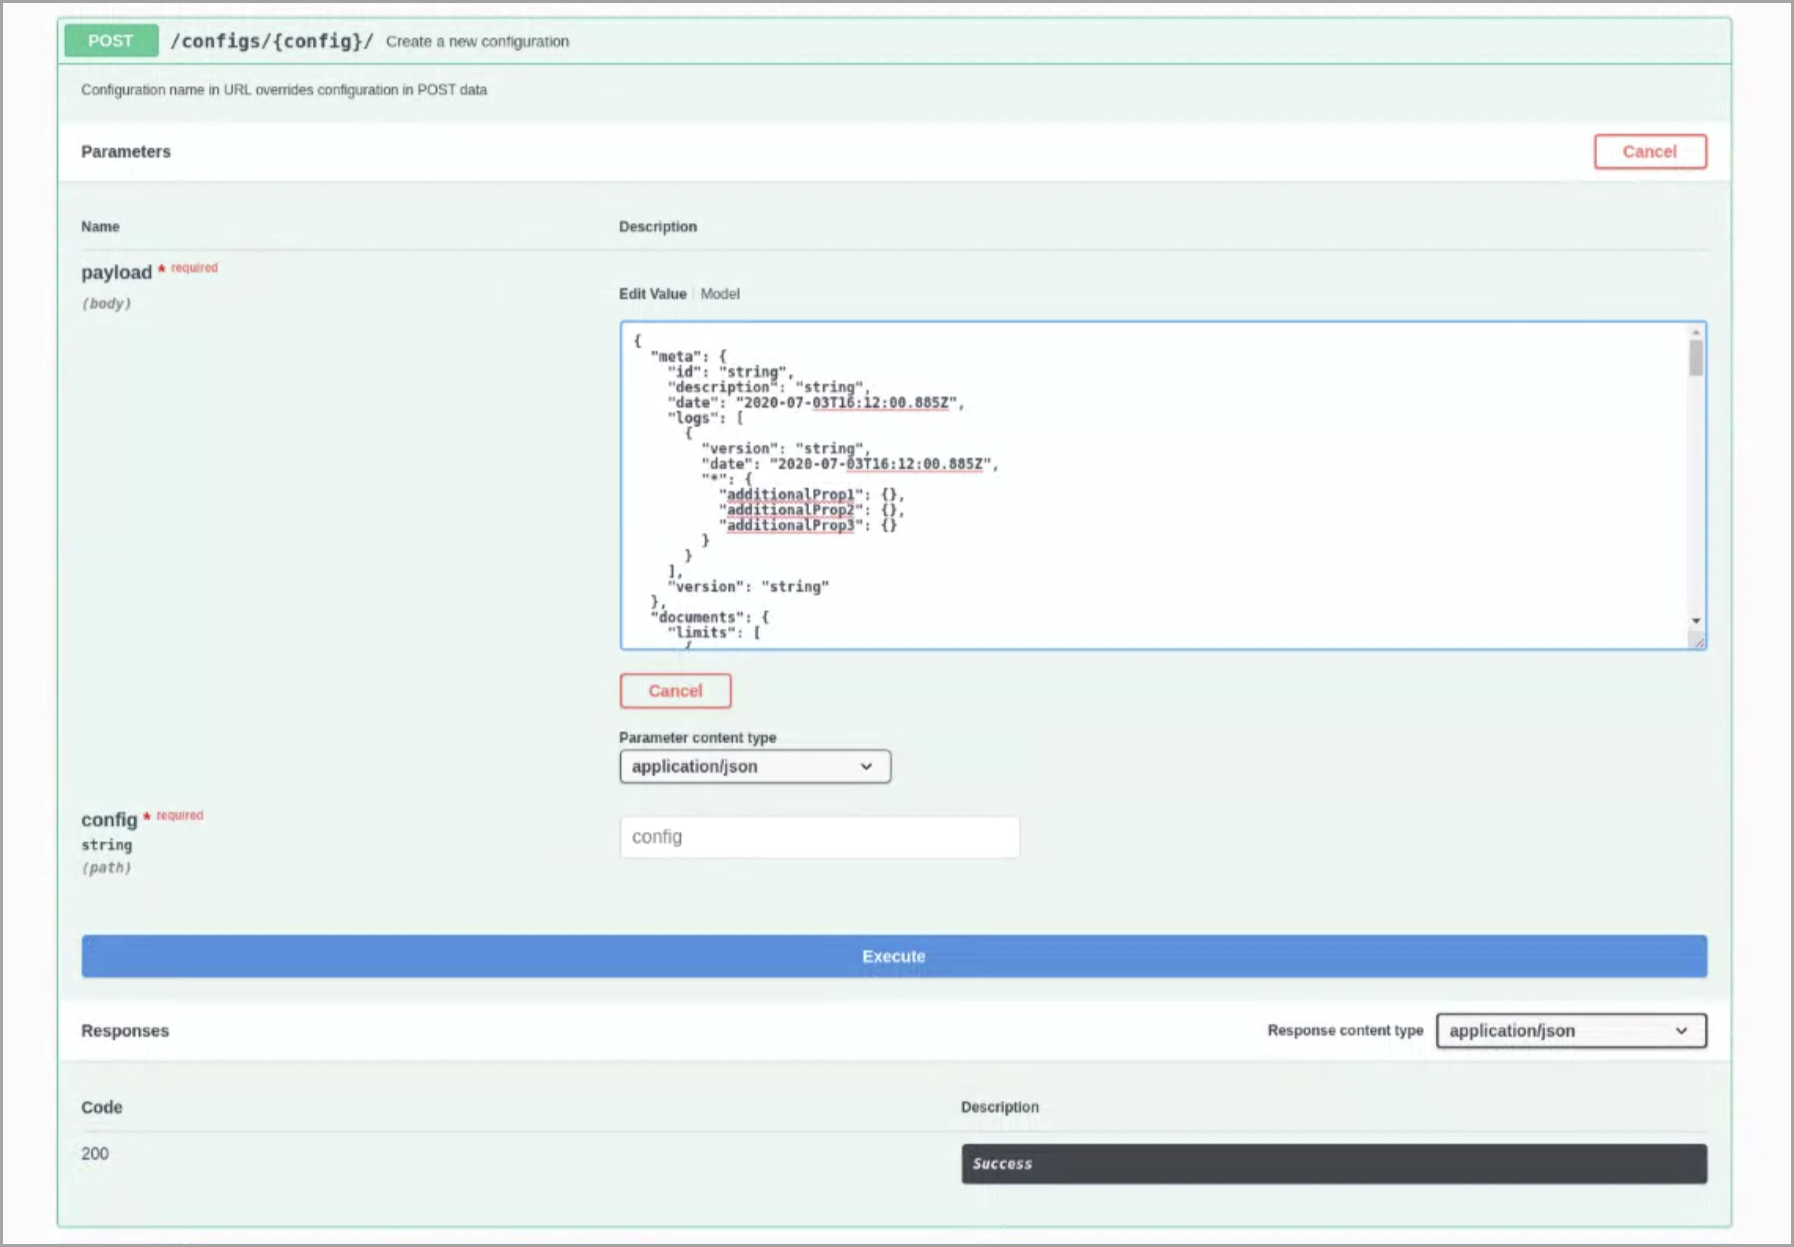 POST /configs/{config}/ Create a new configuration
Configuration name in URL overrides configuration in POST data
Parameters Cancel
Name Description
payload * required
(body)
Edit Value | Model
{
  "meta": {
    "id": "string",
    "description": "string",
    "date": "2020-07-03T16:12:00.885Z",
    "logs": [
      {
        "version": "string",
        "date": "2020-07-03T16:12:00.885Z",
        "*": {
          "additionalProp1": {},
          "additionalProp2": {},
          "additionalProp3": {}
        }
      }
    ],
    "version": "string"
  },
  "documents": {
    "limits": [
      {
Cancel
Parameter content type
application/json
config * required
string
(path)
config
Execute
Responses Response content type application/json
Code Description
200 Success